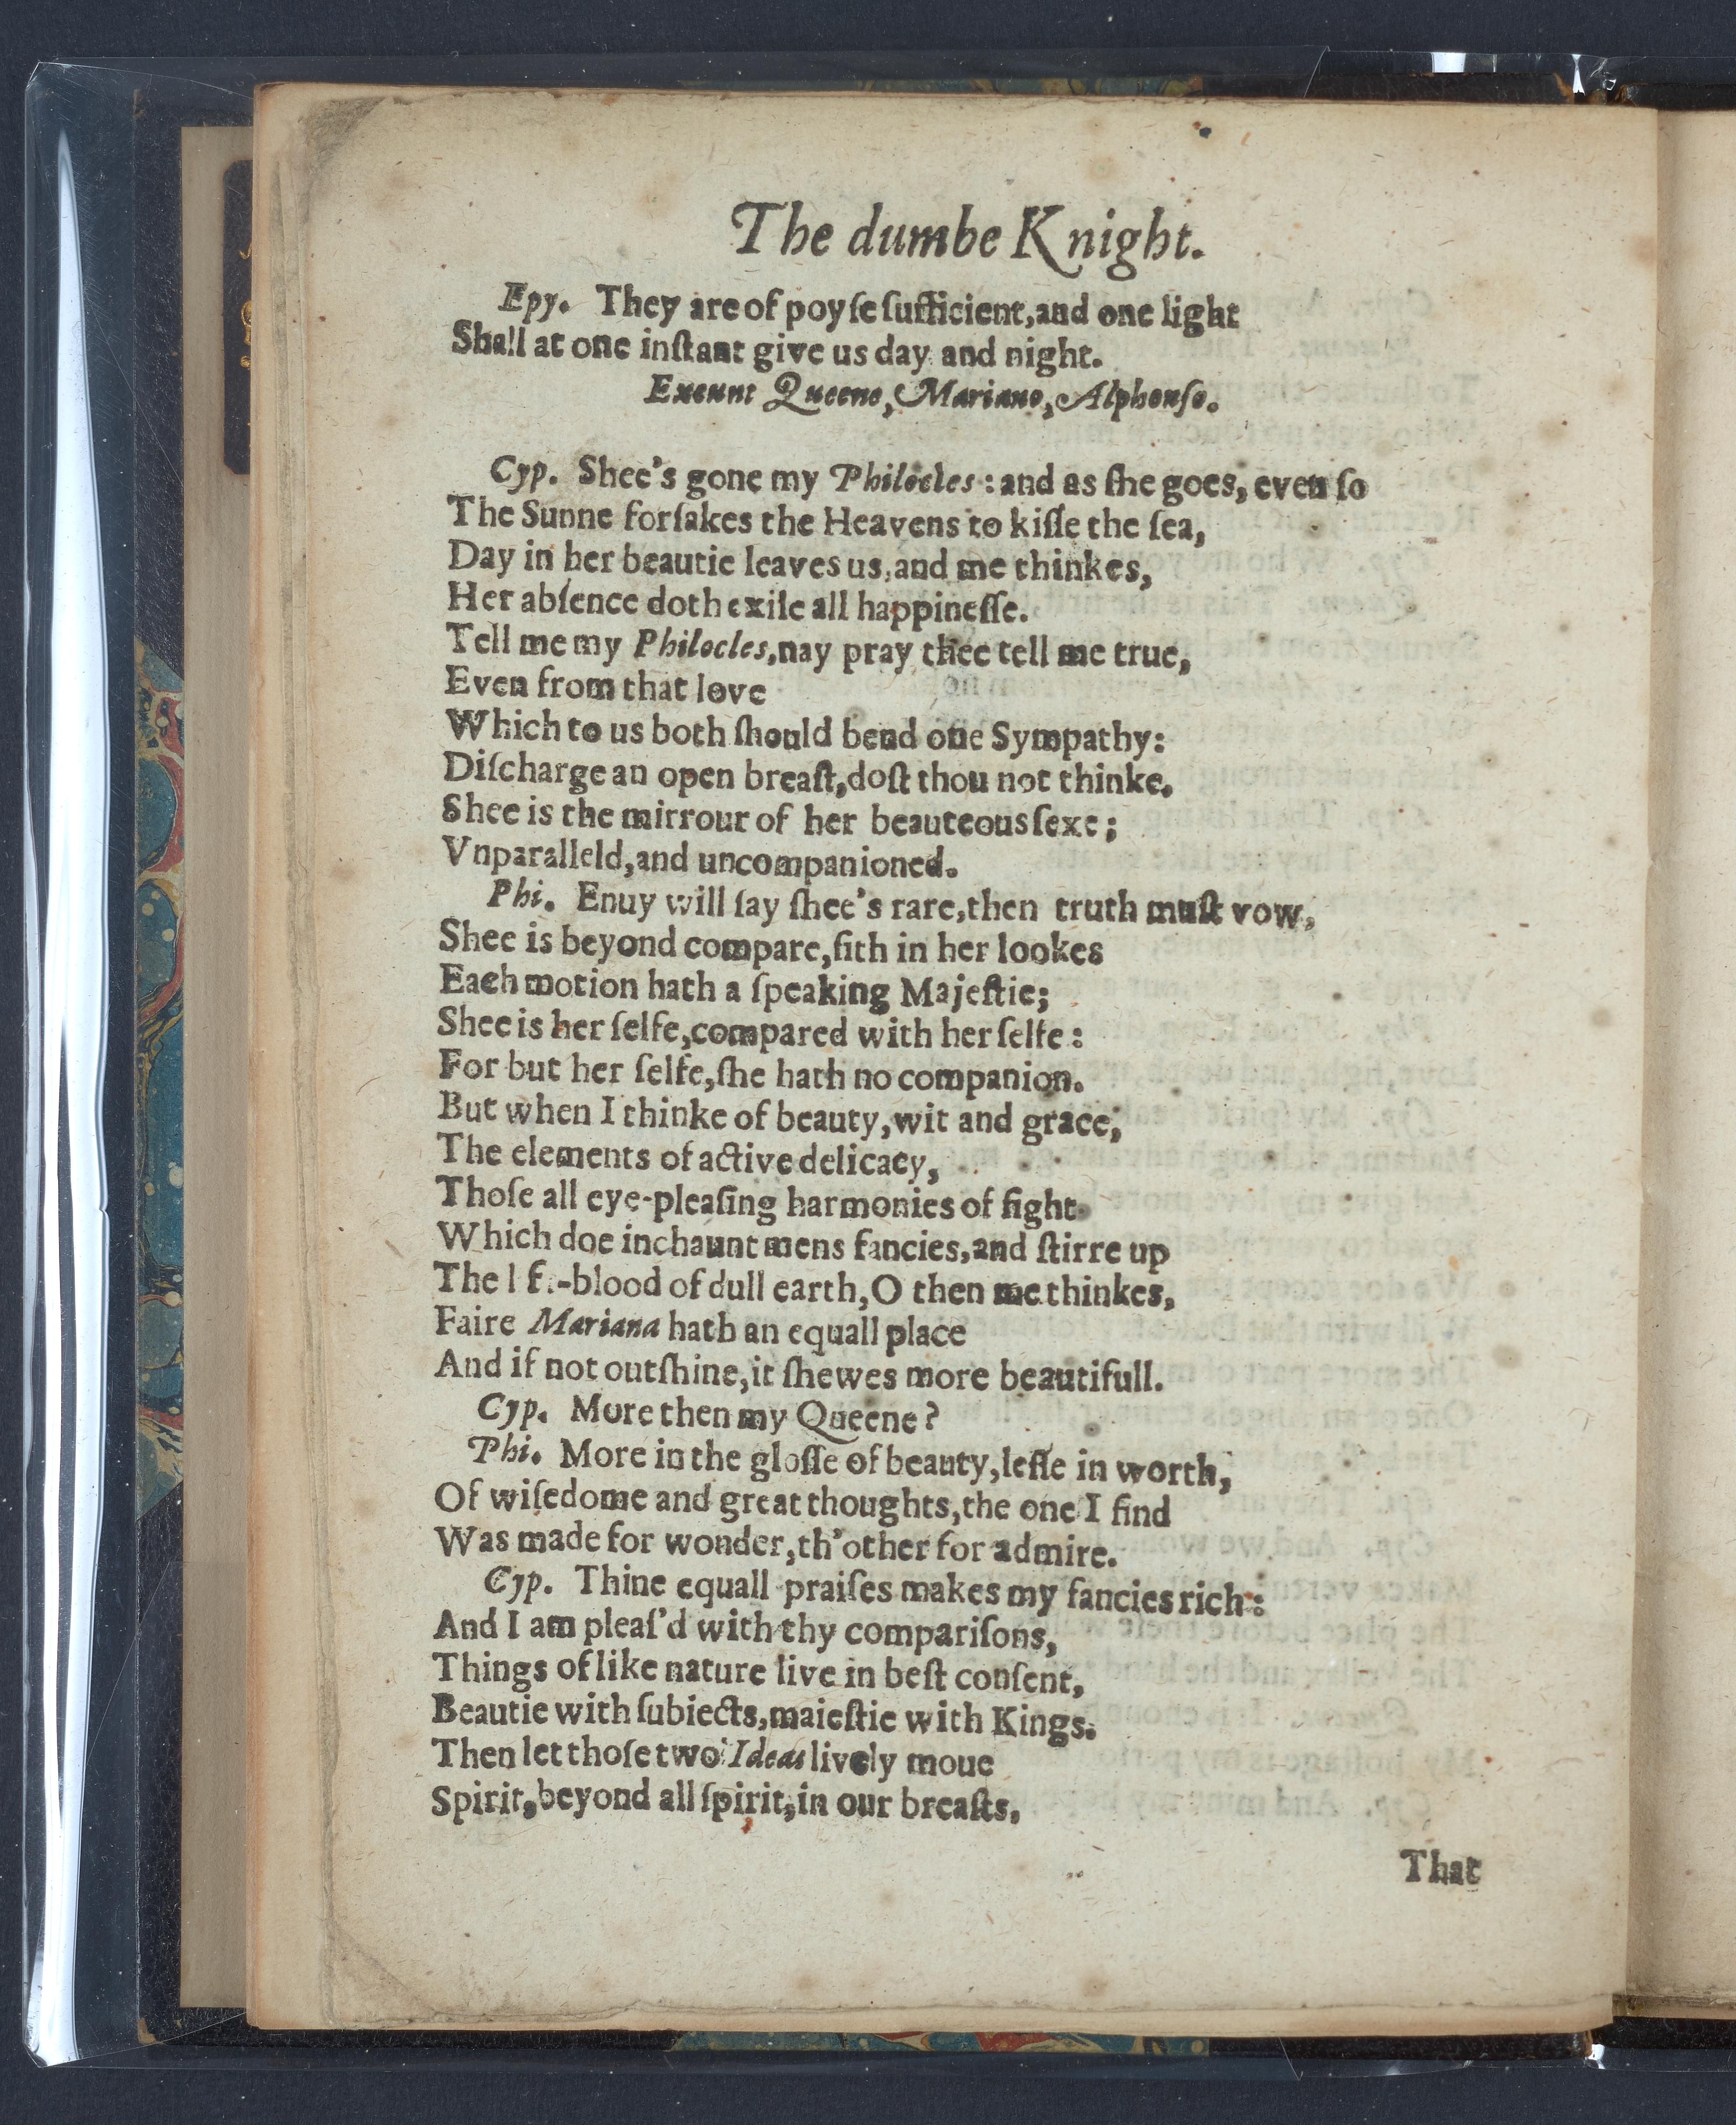 The dumbe Knight.
Epy. They are of poyse sufficient, and one light
Shall at one inſtant give us day and night.
Exeunt Queene, Mariano, Alphonſo.
Cyp. Shee's gone my Philocles: and as ſhe goes, even ſo
The Sunne forſakes the Heavens to kiſſe the ſea,
Day in her beautie leaves us, and me thinkes,
Her abſence doth exile all happineſſe.
Tell me my Philocles, nay pray thee tell me true,
Even from that love
Which to us both ſhould bend one Sympathy:
Diſcharge an open breaſt, doſt thou not thinke.
Shee is the mirrour of her beauteous ſexe;
Vnparalleld, and uncompanioned.
Phi. Enuy will ſay ſhee's rare, then truth muſt vow,
Shee is beyond compare, ſith in her lookes
Each motion hath a ſpeaking Majeſtie;
Shee is her ſelfe, compared with her ſelfe:
For but her ſelfe, ſhe hath no companion.
But when I thinke of beauty, wit and grace;
The elements of active delicacy,
Thoſe all eye-pleaſing harmonies of ſight
Which doe inchaunt mens fancies, and ſtirre up
The l f.-blood of dull earth, O then me thinkes,
Faire Mariana hath an equall place
And if not outſhine, it ſhewes more beautifull.
Cyp. More then my Queene?
Phi. More in the gloſſe of beauty, leſſe in worth,
Of wiſedome and great thoughts, the one I find
Was made for wonder, th'other for admire.
Cyp. Thine equall praiſes makes my fancies rich:
And I am pleaſ'd with thy compariſons,
Things of like nature live in beſt conſent,
Beautie with ſubiects, maieſtie with Kings.
Then let thoſe two Ideas lively moue
Spirit, beyond all ſpirit, in our breaſts,
That